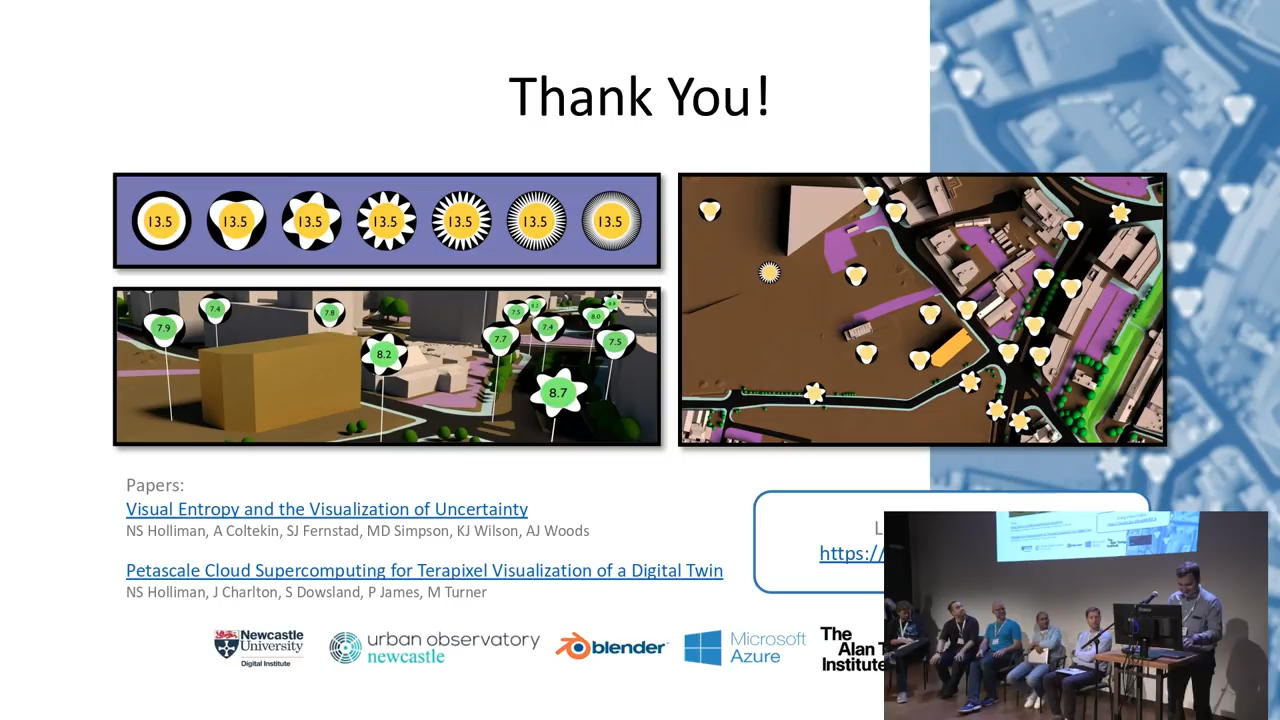 Thank You!
13.5 13.5 13.5 13.5 13.5 13.5 13.5
7.9
7.4
7.8
8.2
7.7
7.5
7.4
8.0
7.5
8.7
Papers:
Visual Entropy and the Visualization of Uncertainty
NS Holliman, A Coltekin, SJ Fernstad, MD Simpson, KJ Wilson, AJ Woods
Petascale Cloud Supercomputing for Terapixel Visualization of a Digital Twin
NS Holliman, J Charlton, S Dowsland, P James, M Turner
L
https://
Newcastle
University
Digital Institute
urban observatory
newcastle
blender
Microsoft
Azure
The
Alan T
Institute